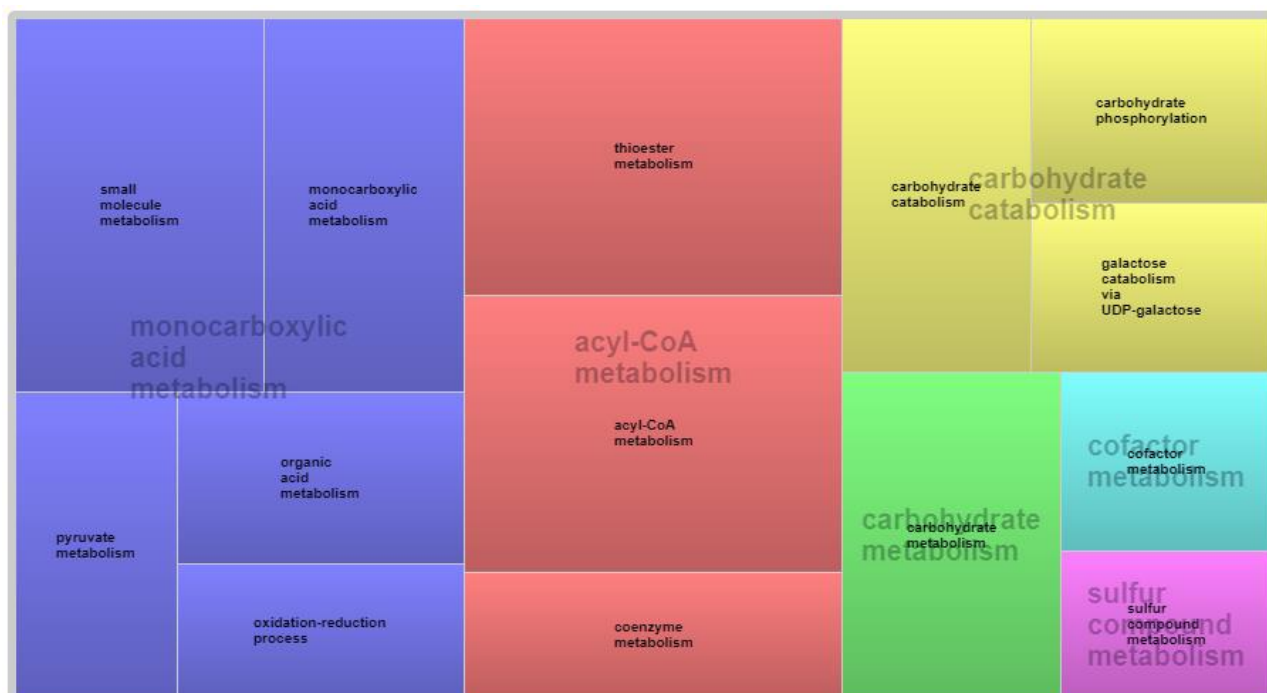 small
molecule
metabolism
monocarboxylic
acid
metabolism
monocarboxylic
acid
metabolism
pyruvate
metabolism
organic
acid
metabolism
oxidation-reduction
process
thioester
metabolism
acyl-CoA
metabolism
acyl-CoA
metabolism
coenzyme
metabolism
carbohydrate
catabolism
carbohydrate
phosphorylation
carbohydrate
catabolism
galactose
catabolism
via
UDP-galactose
carbohydrate
metabolism
carbohydrate
metabolism
cofactor
metabolism
cofactor
metabolism
sulfur
compound
metabolism
sulfur
compound
metabolism